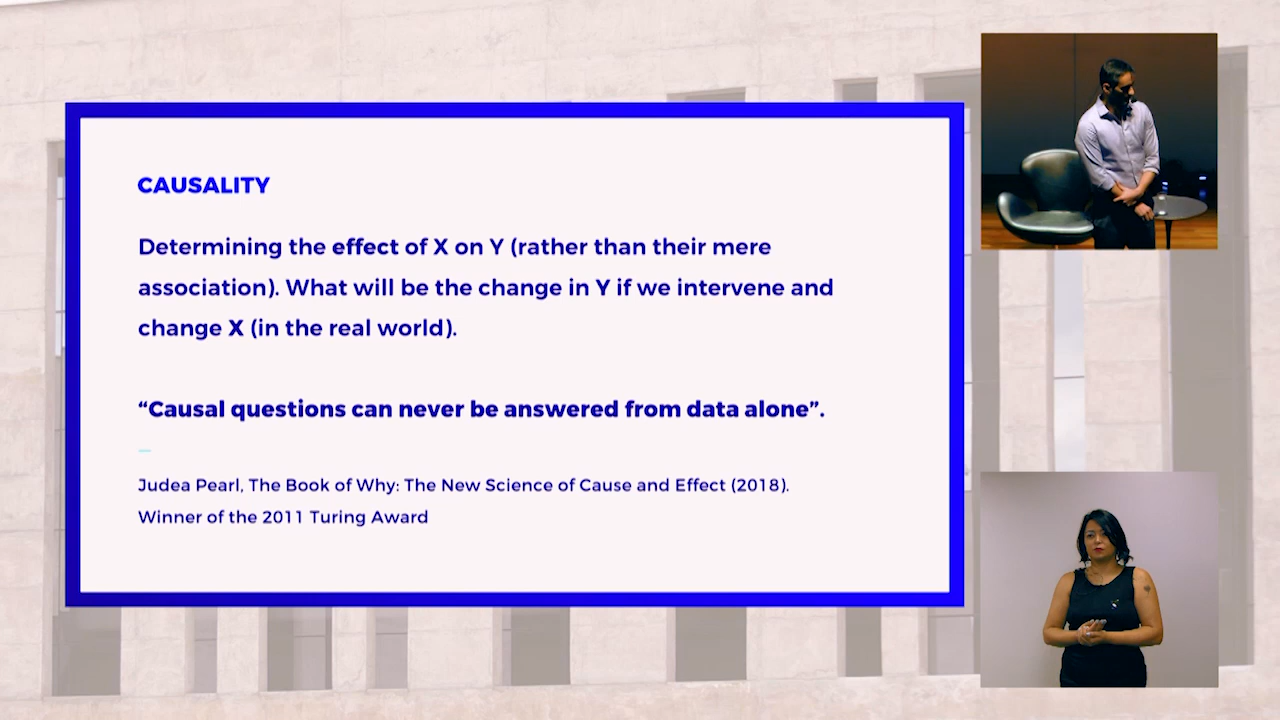 CAUSALITY
Determining the effect of X on Y (rather than their mere
association). What will be the change in Y if we intervene and
change X (in the real world).
“Causal questions can never be answered from data alone”.
Judea Pearl, The Book of Why: The New Science of Cause and Effect (2018).
Winner of the 2011 Turing Award